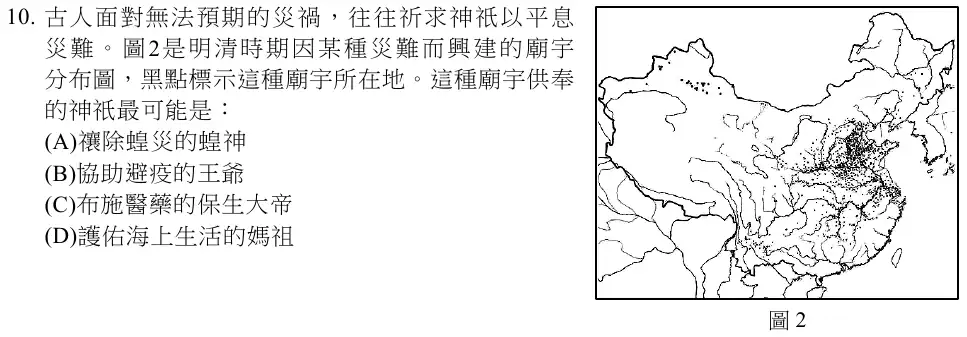 10. 古人面對無法預期的災禍，往往祈求神祇以平息
災難。圖2是明清時期因某種災難而興建的廟宇
分布圖，黑點標示這種廟宇所在地。這種廟宇供奉
的神祇最可能是：
(A)禳除蝗災的蝗神
(B)協助避疫的王爺
(C)布施醫藥的保生大帝
(D)護佑海上生活的媽祖
圖 2